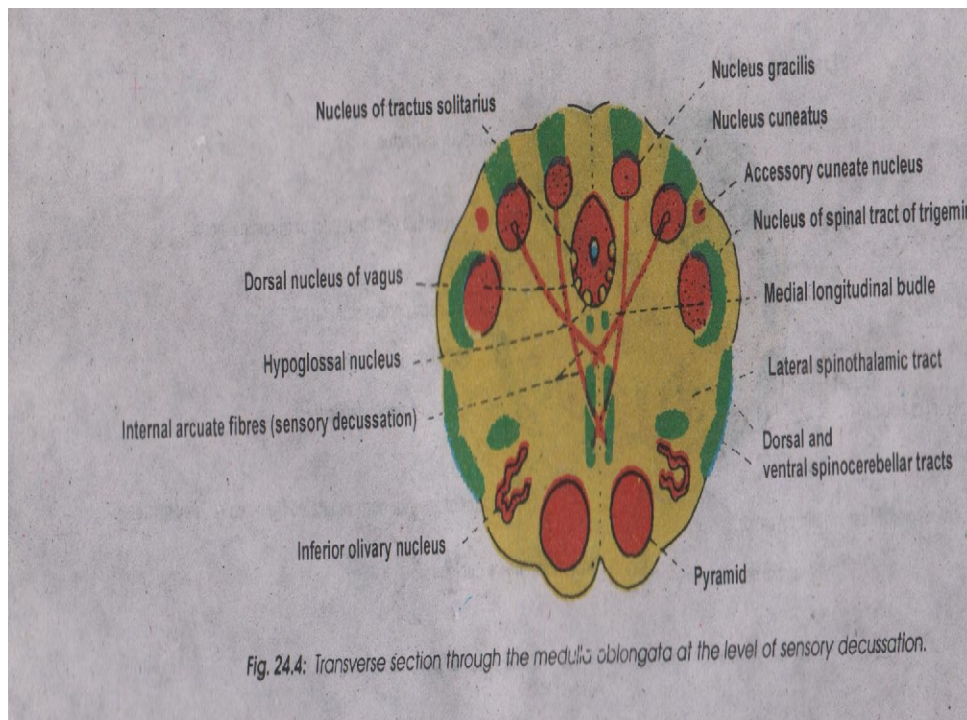 Nucleus gracilis
Nucleus of tractus solitarius
Nucleus cuneatus
Accessory cuneate nucleus
Nucleus of spinal tract of trigemin
Dorsal nucleus of vagus
Medial longitudinal budle
Hypoglossal nucleus
Lateral spinothalamic tract
Internal arcuate fibres (sensory decussation)
Dorsal and
ventral spinocerebellar tracts
Inferior olivary nucleus
Pyramid
Fig. 24.4: Transverse section through the medulla oblongata at the level of sensory decussation.